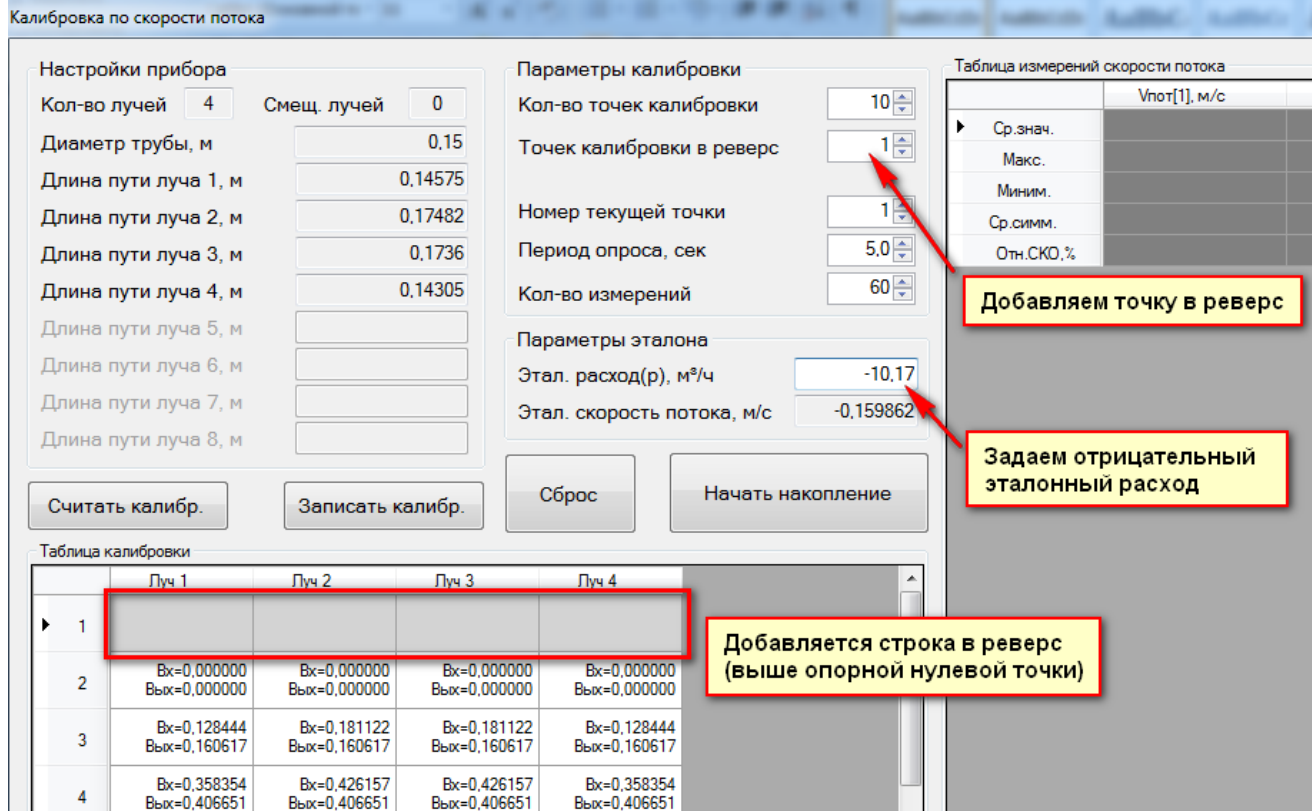 Калибровка по скорости потока
Настройки прибора
Кол-во лучей 4 Смещ. лучей 0
Диаметр трубы, м 0,15
Длина пути луча 1, м 0,14575
Длина пути луча 2, м 0,17482
Длина пути луча 3, м 0,1736
Длина пути луча 4, м 0,14305
Длина пути луча 5, м
Длина пути луча 6, м
Длина пути луча 7, м
Длина пути луча 8, м
Считать калибр. Записать калибр.
Параметры калибровки
Кол-во точек калибровки 10
Точек калибровки в реверс 1
Номер текущей точки 1
Период опроса, сек 5,0
Кол-во измерений 60
Параметры эталона
Этал. расход(р), м³/ч -10,17
Этал. скорость потока, м/с -0,159862
Сброс Начать накопление
Таблица измерений скорости потока
Vпот[1], м/с
Ср.знач.
Макс.
Миним.
Ср.симм.
Отн.СКО,%
Добавляем точку в реверс
Задаем отрицательный
эталонный расход
Таблица калибровки
Луч 1 Луч 2 Луч 3 Луч 4
1
Добавляется строка в реверс
(выше опорной нулевой точки)
Вх=0,000000 Вх=0,000000 Вх=0,000000 Вх=0,000000
2
Вых=0,000000 Вых=0,000000 Вых=0,000000 Вых=0,000000
Вх=0,128444 Вх=0,181122 Вх=0,181122 Вх=0,128444
3
Вых=0,160617 Вых=0,160617 Вых=0,160617 Вых=0,160617
Вх=0,358354 Вх=0,426157 Вх=0,426157 Вх=0,358354
4
Вых=0,406651 Вых=0,406651 Вых=0,406651 Вых=0,406651